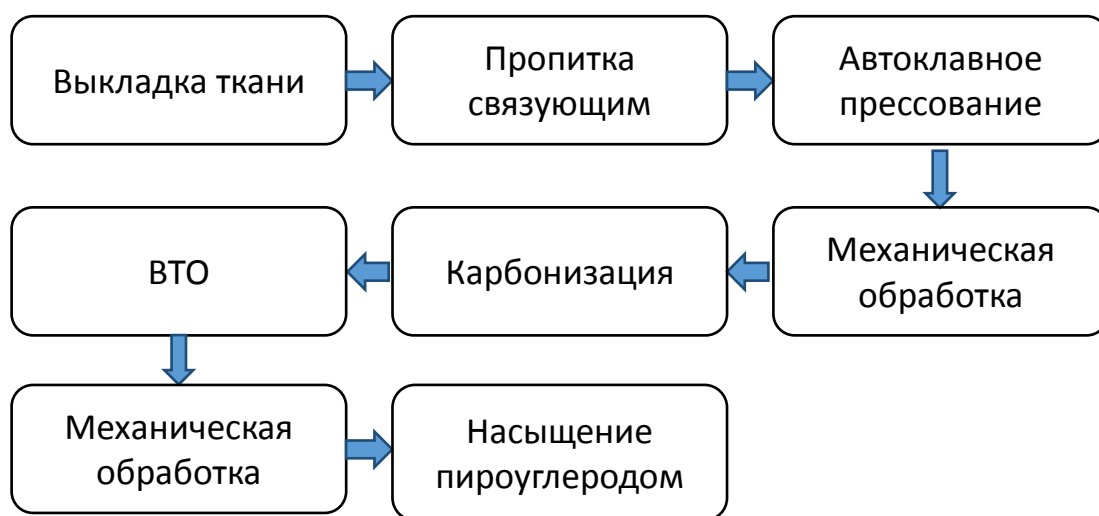 Выкладка ткани
Пропитка
связующим
Автоклавное
прессование
Механическая
обработка
Карбонизация
ВТО
Механическая
обработка
Насыщение
пироуглеродом